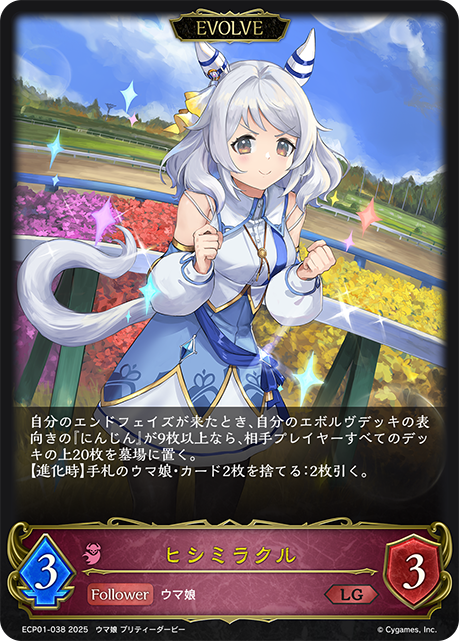 EVOLVE
自分のエンドフェイズが来たとき、自分のエボルヴデッキの表
向きの『にんじん』が9枚以上なら、相手プレイヤーすべてのデッ
キの上20枚を墓場に置く。
【進化時】手札のウマ娘・カード2枚を捨てる:2枚引く。
ヒシミラクル
3
Follower ウマ娘
LG
3
ECP01-038 2025 ウマ娘 プリティーダービー
© Cygames, Inc.